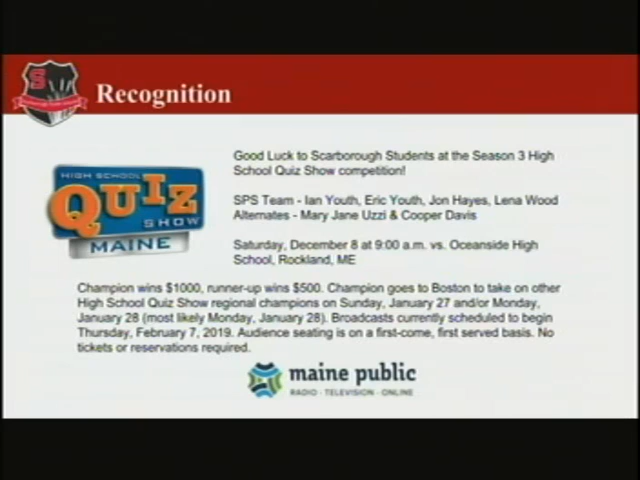 S
Recognition
Good Luck to Scarborough Students at the Season 3 High
School Quiz Show competition!
HIGH SCHOOL
QUIZ
SHOW
MAINE
SPS Team - Ian Youth, Eric Youth, Jon Hayes, Lena Wood
Alternates - Mary Jane Uzzi & Cooper Davis
Saturday, December 8 at 9:00 a.m. vs. Oceanside High
School, Rockland, ME
Champion wins $1000, runner-up wins $500. Champion goes to Boston to take on other
High School Quiz Show regional champions on Sunday, January 27 and/or Monday,
January 28 (most likely Monday, January 28). Broadcasts currently scheduled to begin
Thursday, February 7, 2019. Audience seating is on a first-come, first served basis. No
tickets or reservations required.
maine public
RADIO · TELEVISION · ONLINE